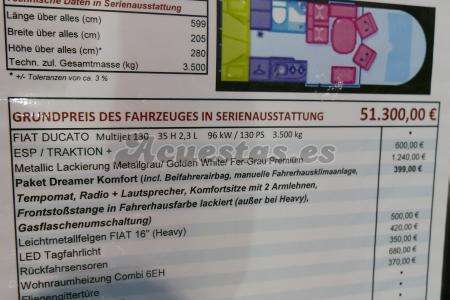 Technische Daten in Serienausstattung
Länge über alles (cm) 599
Breite über alles (cm) 205
Höhe über alles (cm)* 280
Techn. zul. Gesamtmasse (kg) 3.500
* +/- Toleranzen von ca. 3 %
GRUNDPREIS DES FAHRZEUGES IN SERIENAUSSTATTUNG 51.300,00 €
FIAT DUCATO Multijet 130 35 H 2,3 L 96 kW / 130 PS 3.500 kg •
ESP / TRAKTION + 600,00 €
Metallic Lackierung Metallgrau/ Golden White/ Fer-Grau Premium 1.240,00 €
Paket Dreamer Komfort (incl. Beifahrerairbag, manuelle Fahrerhausklimaanlage, 399,00 €
Tempomat, Radio + Lautsprecher, Komfortsitze mit 2 Armlehnen,
Frontstoßstange in Fahrerhausfarbe lackiert (außer bei Heavy),
Gasflaschenumschaltung)
Leichtmetallfelgen FIAT 16" (Heavy) 500,00 €
LED Tagfahrlicht 420,00 €
Rückfahrsensoren 350,00 €
Wohnraumheizung Combi 6EH 680,00 €
Fliegengittertüre 370,00 €